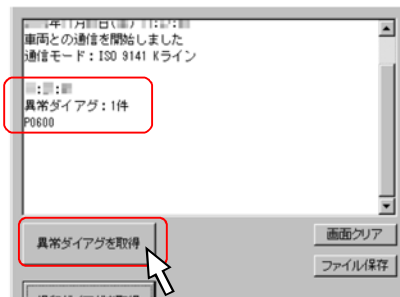 車両との通信を開始しました
通信モード：ISO 9141 Kライン
異常ダイアグ：1件
P0600
異常ダイアグを取得
画面クリア
ファイル保存